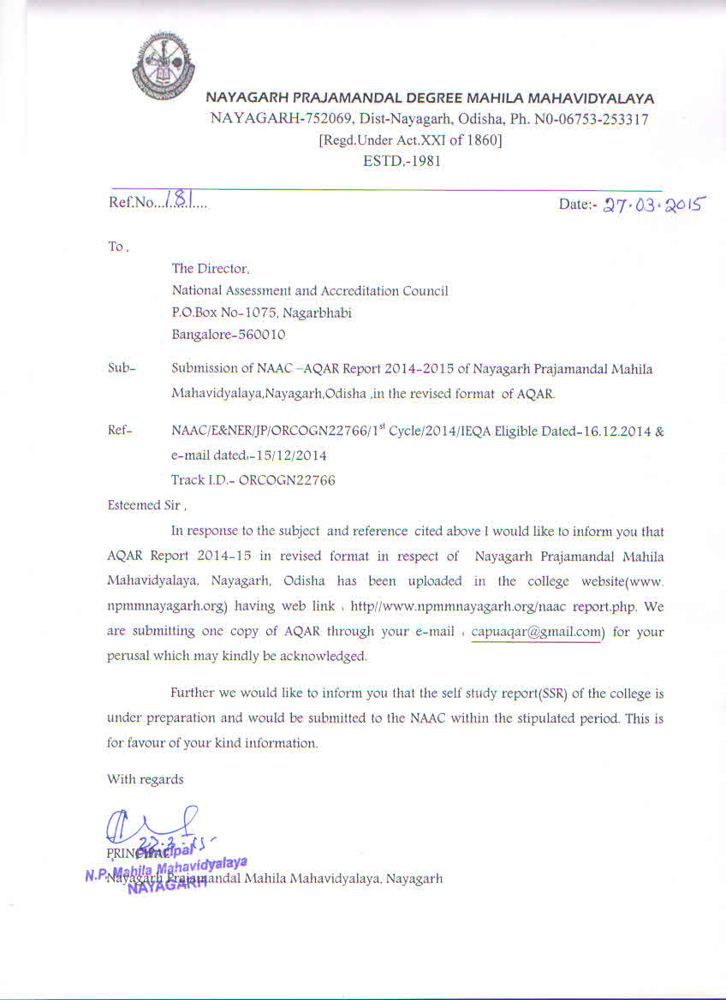 NAYAGARH PRAJAMANDAL DEGREE MAHILA MAHAVIDYALAYA
NAYAGARH-752069, Dist-Nayagarh, Odisha, Ph. N0-06753-253317
[Regd.Under Act.XXI of 1860]
ESTD.-1981
Ref.No...181.... Date:- 27.03.2015
To ,
The Director,
National Assessment and Accreditation Council
P.O.Box No-1075, Nagarbhabi
Bangalore-560010
Sub- Submission of NAAC –AQAR Report 2014-2015 of Nayagarh Prajamandal Mahila
Mahavidyalaya,Nayagarh,Odisha ,in the revised format of AQAR.
Ref- NAAC/E&NER/JP/ORCOGN22766/1st Cycle/2014/IEQA Eligible Dated-16.12.2014 &
e-mail dated,-15/12/2014
Track I.D.- ORCOGN22766
Esteemed Sir ,
In response to the subject and reference cited above I would like to inform you that
AQAR Report 2014-15 in revised format in respect of Nayagarh Prajamandal Mahila
Mahavidyalaya, Nayagarh, Odisha has been uploaded in the college website(www.
npmmnayagarh.org) having web link , http//www.npmmnayagarh.org/naac report.php. We
are submitting one copy of AQAR through your e-mail , capuaqar@gmail.com) for your
perusal which may kindly be acknowledged.
Further we would like to inform you that the self study report(SSR) of the college is
under preparation and would be submitted to the NAAC within the stipulated period. This is
for favour of your kind information.
With regards
PRINCIPAL
Principal
N.P. Mahila Mahavidyalaya
Nayagarh Prajamandal Mahila Mahavidyalaya, Nayagarh
NAYAGARH